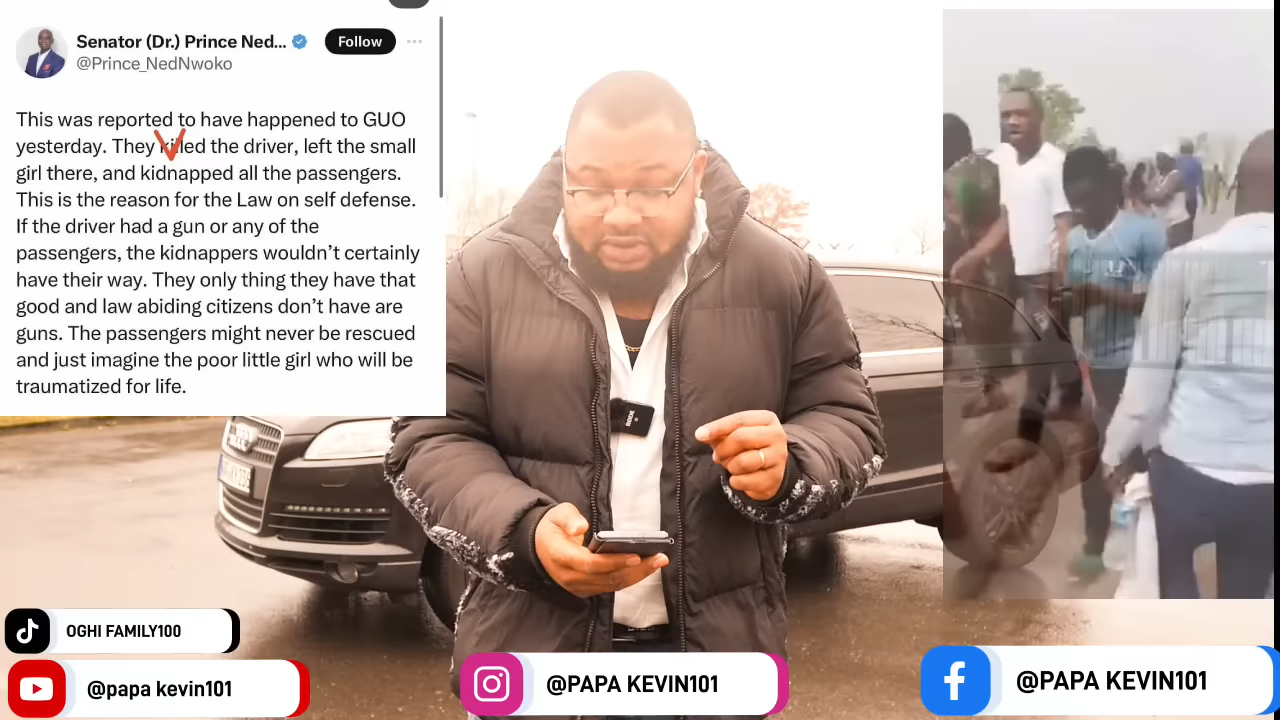 Senator (Dr.) Prince Ned...
Follow
@Prince_NedNwoko
This was reported to have happened to GUO
yesterday. They killed the driver, left the small
girl there, and kidnapped all the passengers.
This is the reason for the Law on self defense.
If the driver had a gun or any of the
passengers, the kidnappers wouldn't certainly
have their way. They only thing they have that
good and law abiding citizens don't have are
guns. The passengers might never be rescued
and just imagine the poor little girl who will be
traumatized for life.
OGHI FAMILY100
@papa kevin101
@PAPA KEVIN101
@PAPA KEVIN101